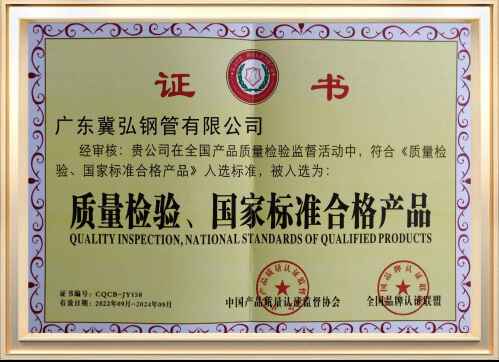 证 书
广东冀弘钢管有限公司
经审核：贵公司在全国产品质量检验监督活动中，符合《质量检
验、国家标准合格产品》入选标准，被入选为：
质量检验、国家标准合格产品
QUALITY INSPECTION, NATIONAL STANDARDS OF QUALIFIED PRODUCTS
证书编号：CQCB-JY158
有效日期：2022年09月-2024年09月
中国产品质量认证监督协会
全国品牌认证联盟